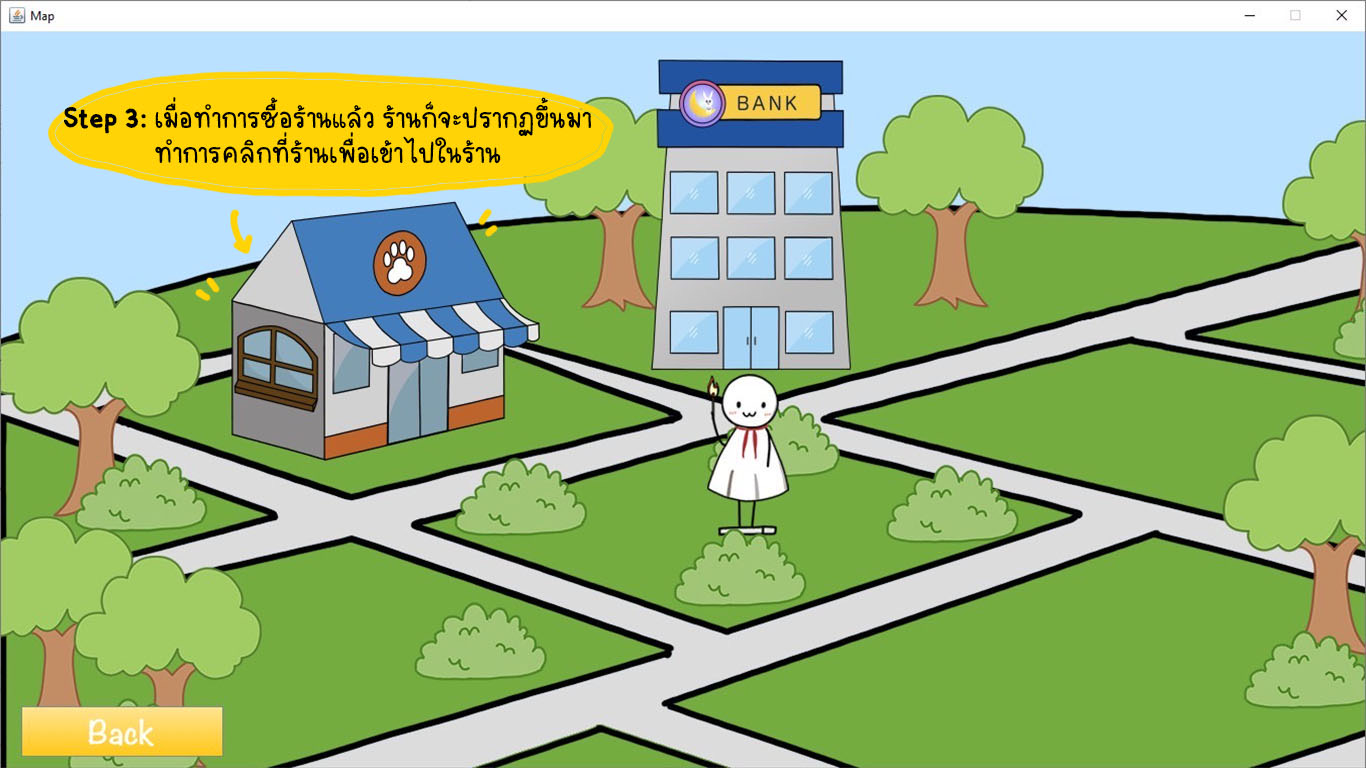 Map
BANK
Step 3: เมื่อทำการซื้อร้านแล้ว ร้านก็จะปรากฏขึ้นมา
ทำการคลิกที่ร้านเพื่อเข้าไปในร้าน
Back